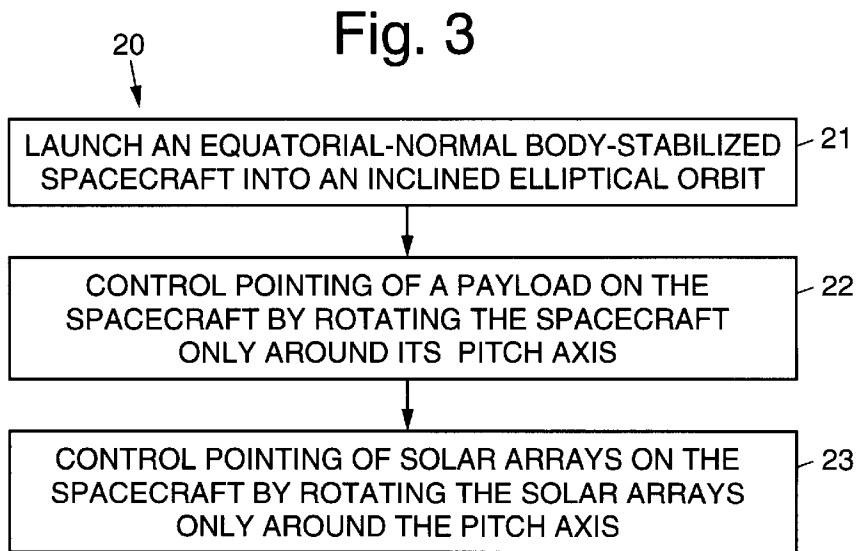 Fig. 3
20
LAUNCH AN EQUATORIAL-NORMAL BODY-STABILIZED
SPACECRAFT INTO AN INCLINED ELLIPTICAL ORBIT
21
CONTROL POINTING OF A PAYLOAD ON THE
SPACECRAFT BY ROTATING THE SPACECRAFT
ONLY AROUND ITS PITCH AXIS
22
CONTROL POINTING OF SOLAR ARRAYS ON THE
SPACECRAFT BY ROTATING THE SOLAR ARRAYS
ONLY AROUND THE PITCH AXIS
23